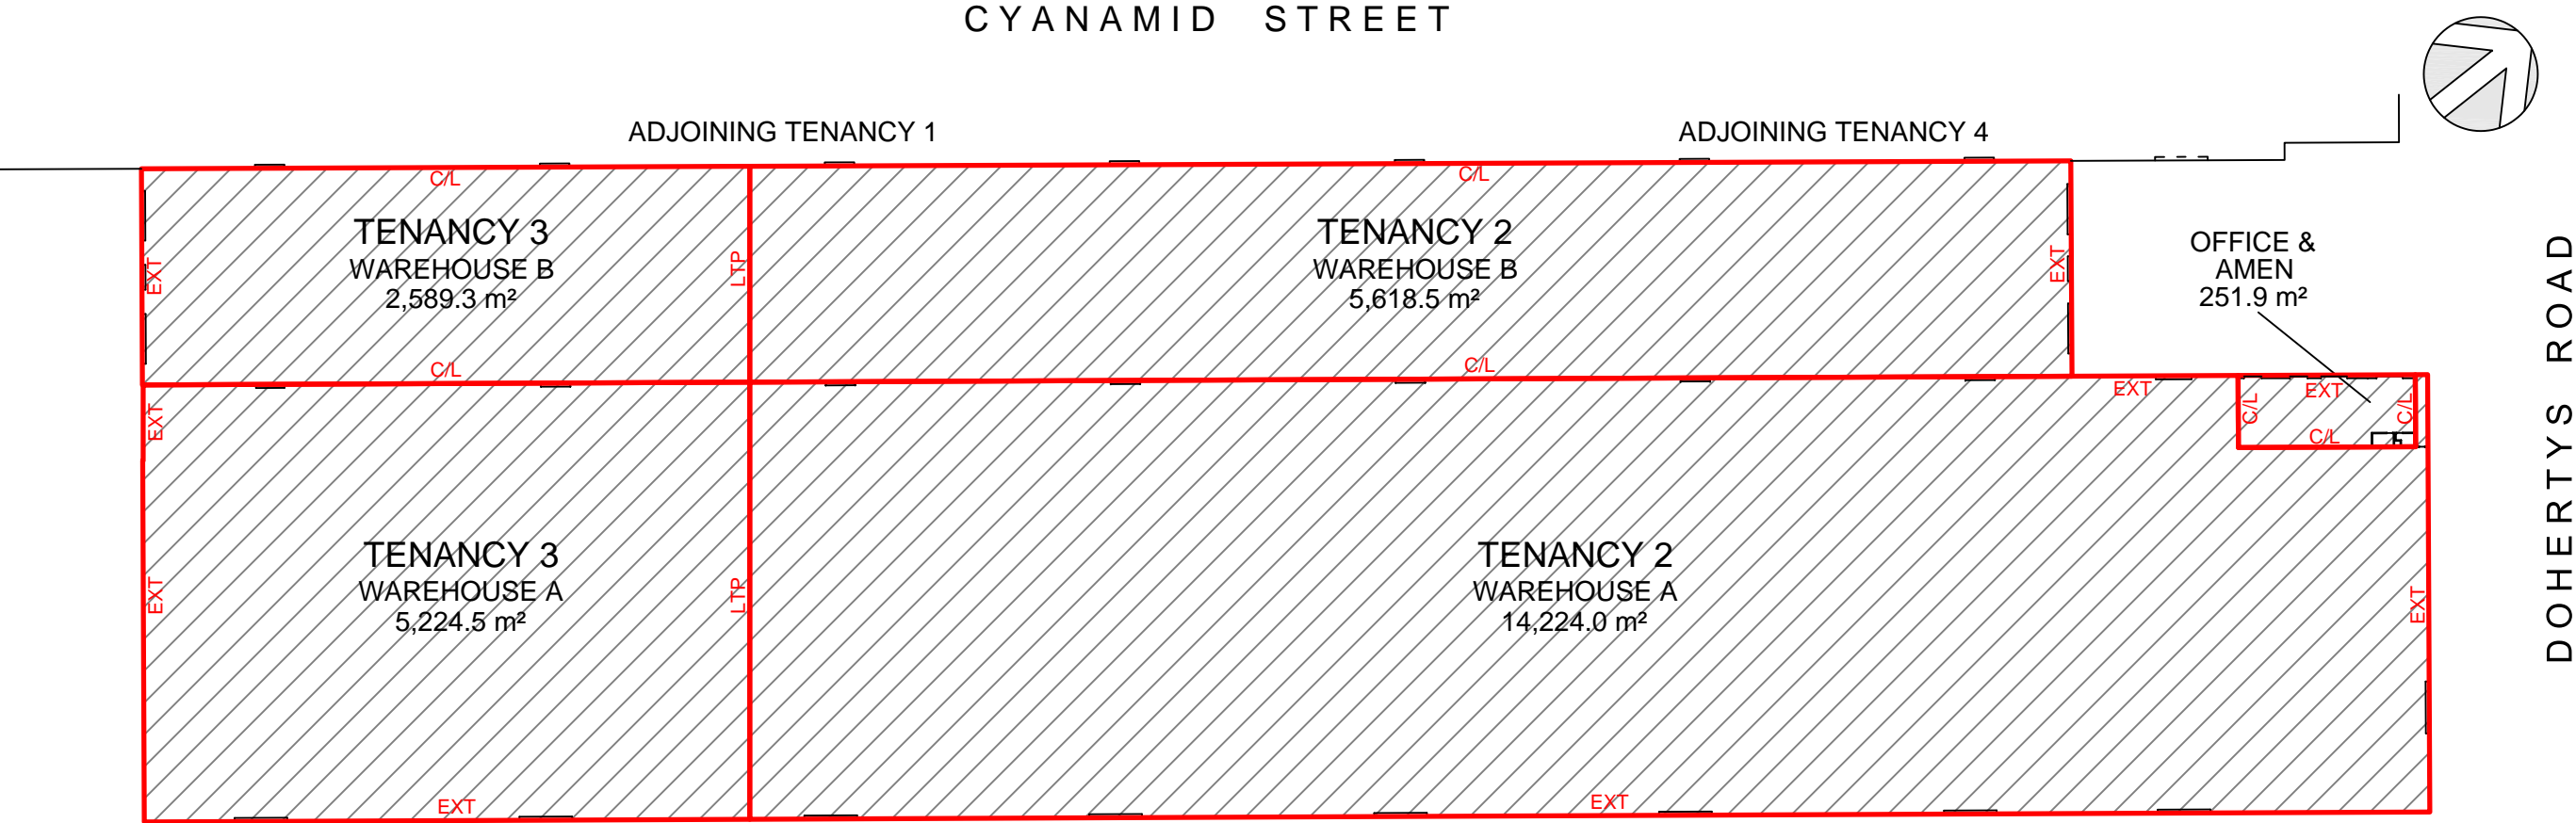 CYANAMID STREET
ADJOINING TENANCY 1
ADJOINING TENANCY 4
C/L
C/L
TENANCY 3
WAREHOUSE B
2,589.3 m²
EXT
LTP
TENANCY 2
WAREHOUSE B
5,618.5 m²
EXT
OFFICE &
AMEN
251.9 m²
DOHERTYS ROAD
C/L
C/L
EXT
EXT
C/L
C/L
C/L
EXT
TENANCY 3
WAREHOUSE A
5,224.5 m²
EXT
LTP
TENANCY 2
WAREHOUSE A
14,224.0 m²
EXT
EXT
EXT